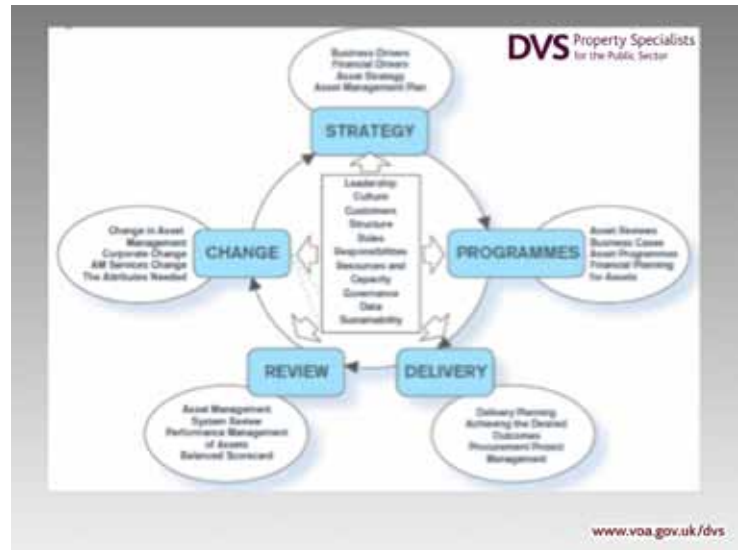 DVS Property Specialists
for the Public Sector
Business Drivers
Financial Drivers
Asset Strategy
Asset Management Plan
STRATEGY
Leadership
Culture
Customers
Structure
Roles
Responsibilities
Resources and
Capacity
Governance
Data
Sustainability
PROGRAMMES
Asset Reviews
Business Cases
Asset Programmes
Financial Planning
for Assets
DELIVERY
Delivery Planning
Achieving the Desired
Outcomes
Procurement/Project
Management
REVIEW
Asset Management
System Review
Performance Management
of Assets
Balanced Scorecard
CHANGE
Change in Asset
Management
Corporate Change
AM Services Change
The Attributes Needed
www.voa.gov.uk/dvs